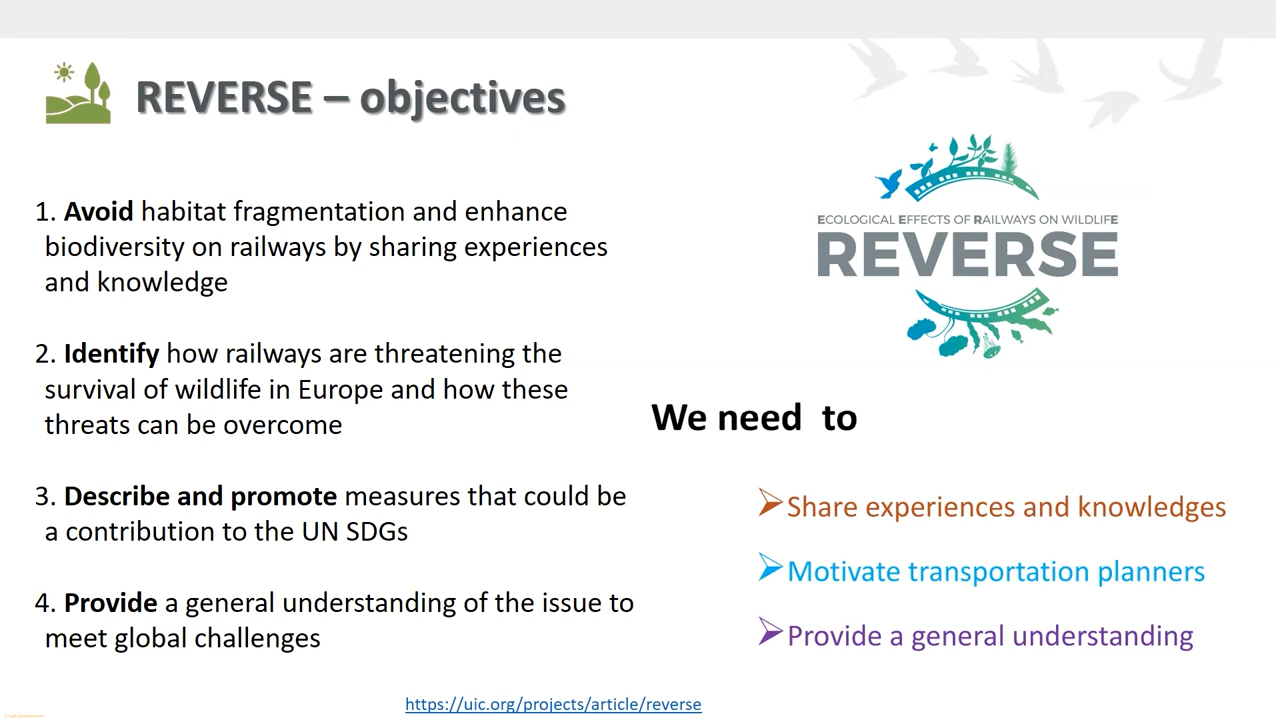 REVERSE – objectives
ECOLOGICAL EFFECTS OF RAILWAYS ON WILDLIFE
REVERSE
1. Avoid habitat fragmentation and enhance
biodiversity on railways by sharing experiences
and knowledge
2. Identify how railways are threatening the
survival of wildlife in Europe and how these
threats can be overcome
3. Describe and promote measures that could be
a contribution to the UN SDGs
4. Provide a general understanding of the issue to
meet global challenges
We need  to
Share experiences and knowledges
Motivate transportation planners
Provide a general understanding
https://uic.org/projects/article/reverse